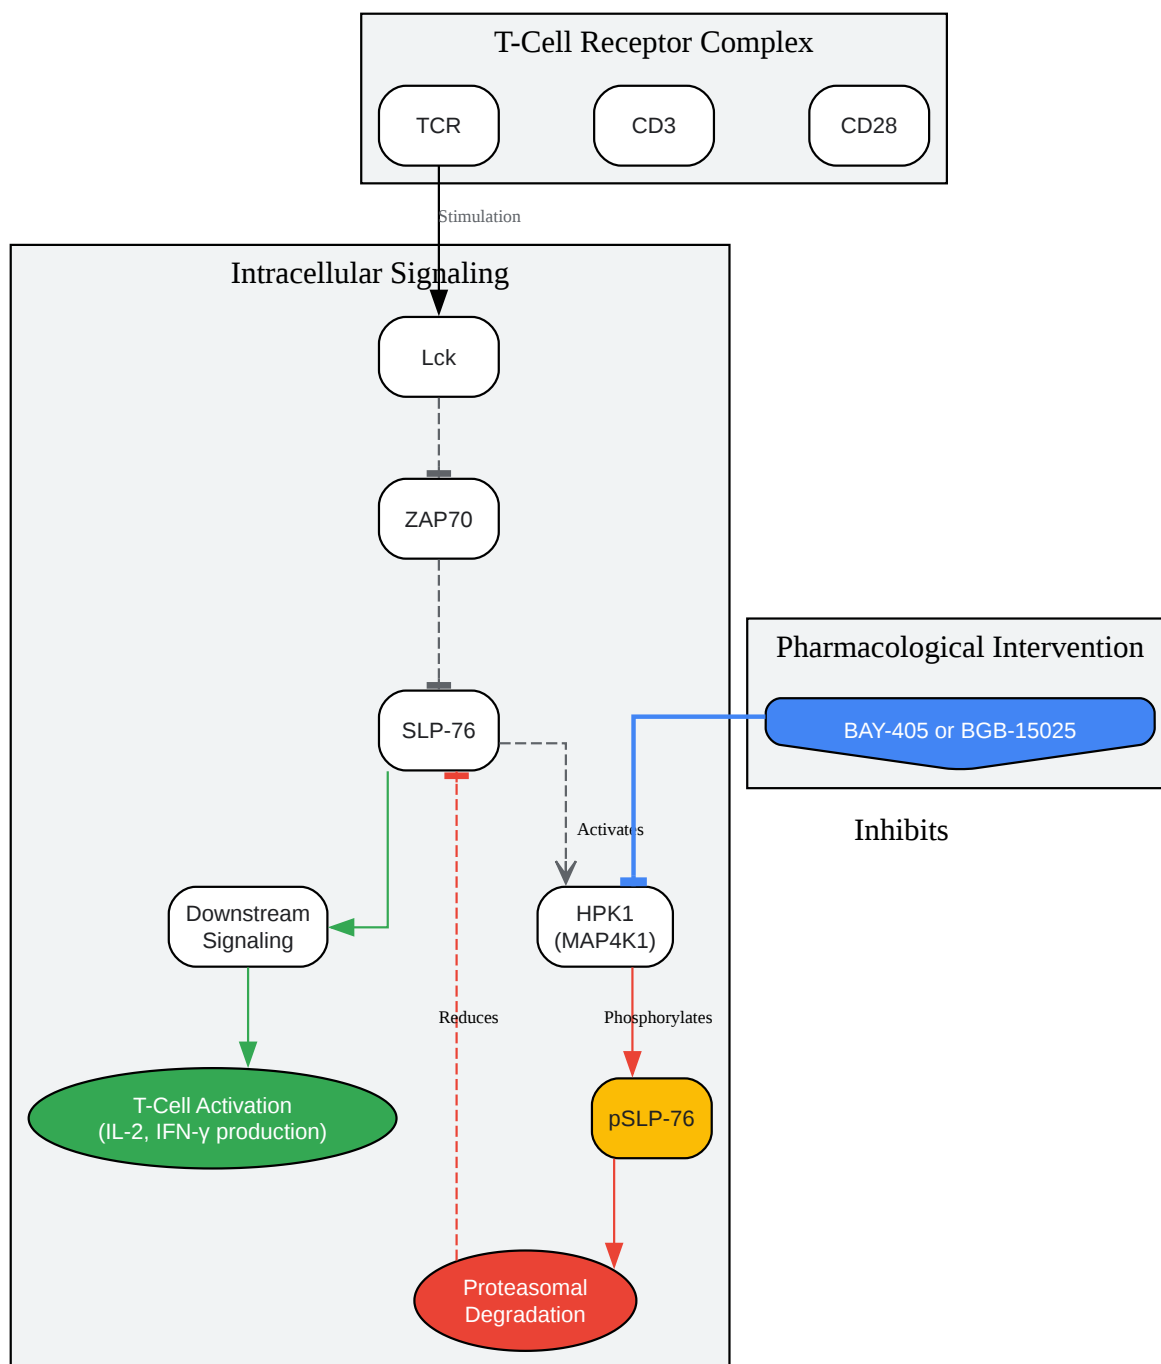 T-Cell Receptor Complex
TCR
CD3
CD28
Stimulation
Intracellular Signaling
Lck
ZAP70
SLP-76
Pharmacological Intervention
BAY-405 or BGB-15025
Inhibits
Activates
Downstream
Signaling
HPK1
(MAP4K1)
Reduces
Phosphorylates
T-Cell Activation
(IL-2, IFN-γ production)
pSLP-76
Proteasomal
Degradation